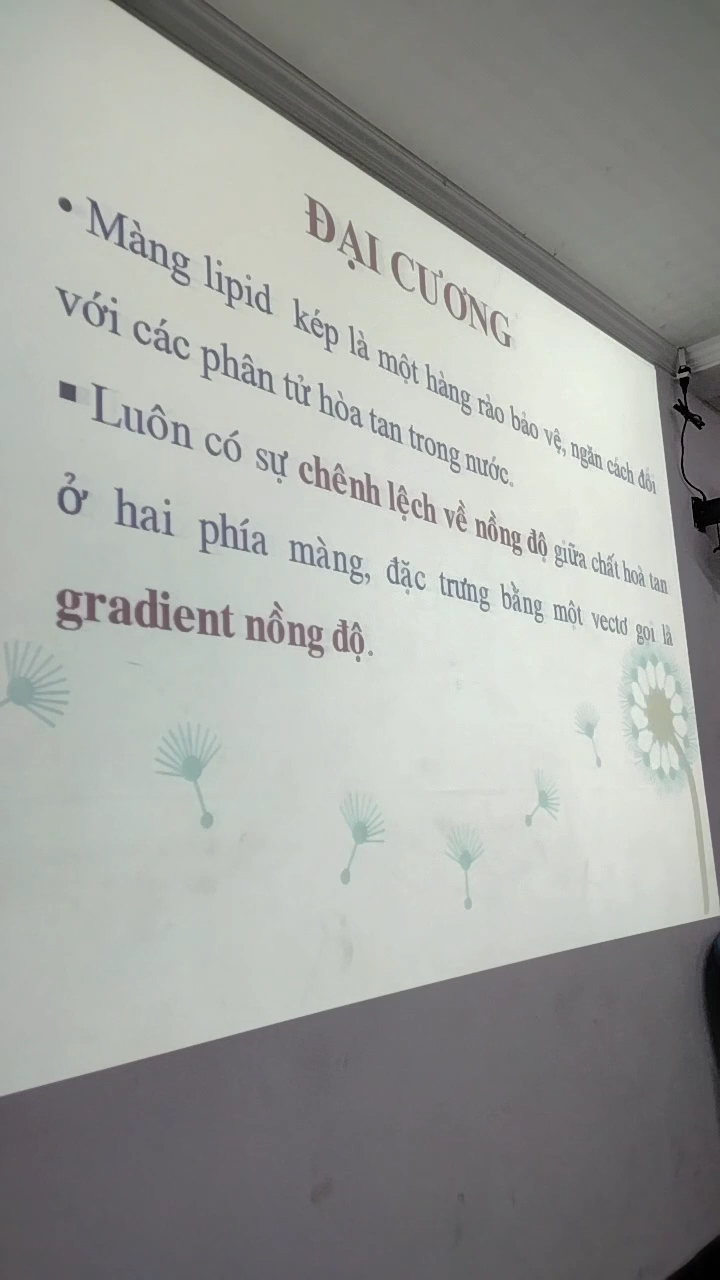 ĐẠI CƯƠNG
• Màng lipid kép là một hàng rào bảo vệ, ngăn cách đối
với các phân tử hòa tan trong nước.
▪ Luôn có sự chênh lệch về nồng độ giữa chất hoà tan
ở hai phía màng, đặc trưng bằng một vectơ gọi là
gradient nồng độ.